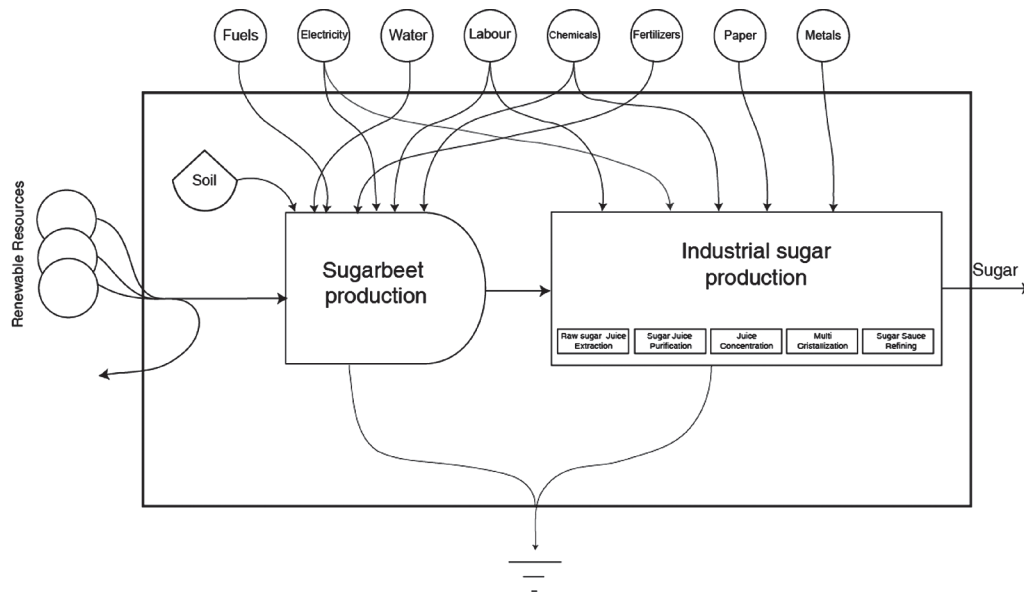 Fuels
Electricity
Water
Labour
Chemicals
Fertilizers
Paper
Metals
Soil
Renewable Resources
Sugarbeet
production
Industrial sugar
production
Sugar
Raw sugar Juice
Extraction
Sugar Juice
Purification
Juice
Concentration
Multi
Cristallization
Sugar Sauce
Refining